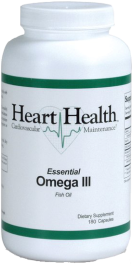 Heart Health
Cardiovascular Maintenance
Essential
Omega III
Fish Oil
Dietary Supplement
180 Capsules